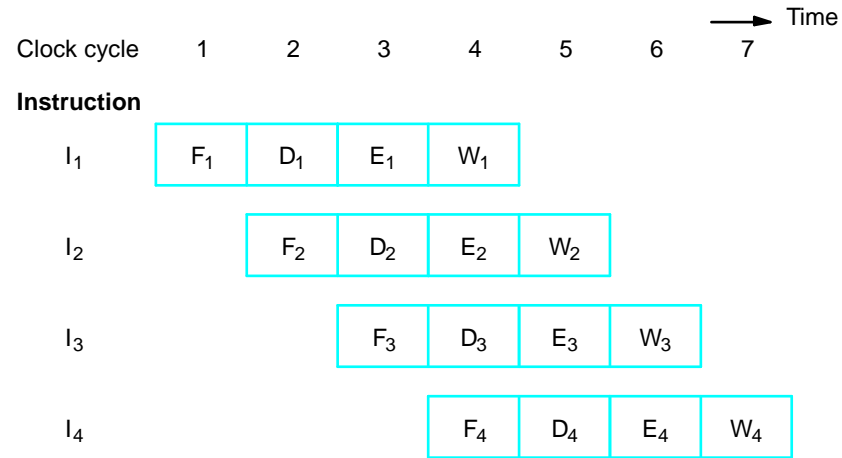 Time
Clock cycle 1 2 3 4 5 6 7
Instruction
I1 F1 D1 E1 W1
I2 F2 D2 E2 W2
I3 F3 D3 E3 W3
I4 F4 D4 E4 W4